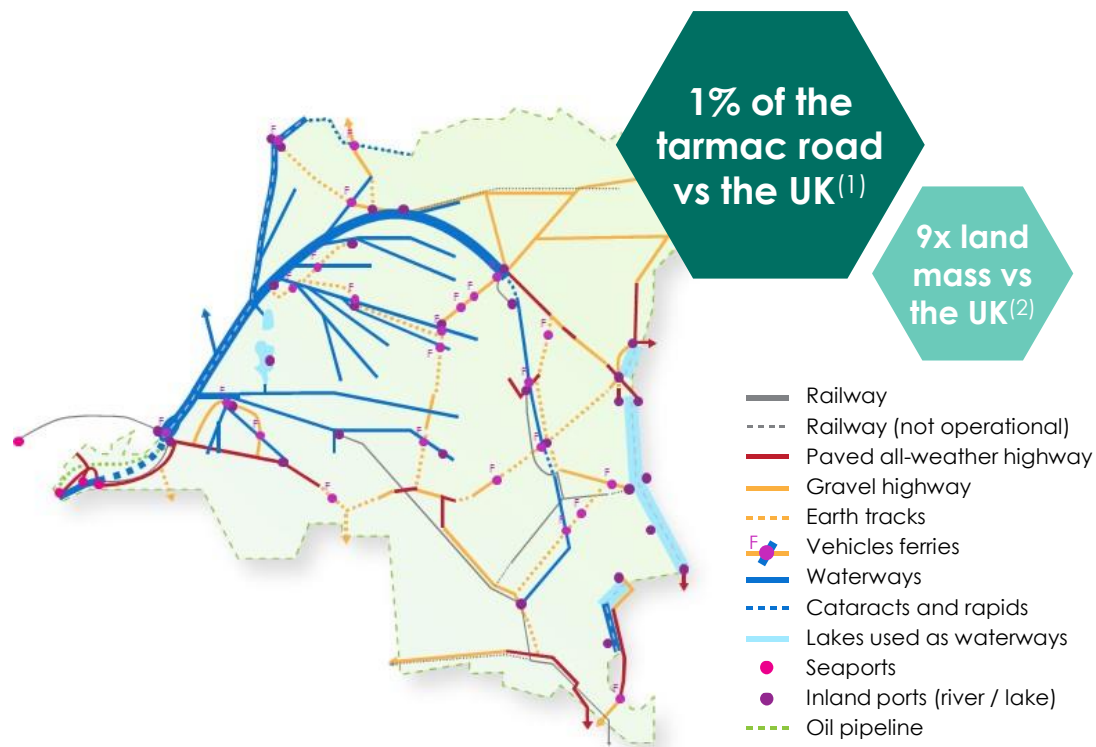 1% of the
tarmac road
vs the UK(1)
9x land
mass vs
the UK(2)
Railway
Railway (not operational)
Paved all-weather highway
Gravel highway
Earth tracks
F
Vehicles ferries
Waterways
Cataracts and rapids
Lakes used as waterways
Seaports
Inland ports (river / lake)
Oil pipeline